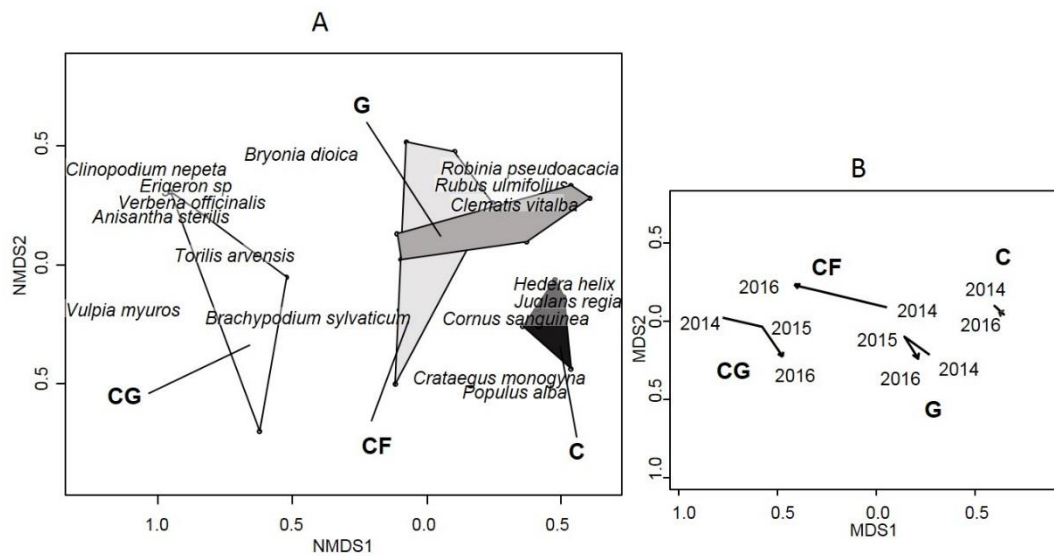 A
G
Clinopodium nepeta
Erigeron sp
Verbena officinalis
Anisantha sterilis
Bryonia dioica
Robinia pseudoacacia
Rubus ulmifolius
Clematis vitalba
Torilis arvensis
Vulpia myuros
Brachypodium sylvaticum
Hedera helix
Juglans regia
Cornus sanguinea
Crataegus monogyna
Populus alba
CG
CF
C
NMDS2
0.5
0.0
0.5
1.0 0.5 0.0 0.5
NMDS1
B
CF
C
2016
2014
2014
2016
2014
2015
2015
CG
2016
2016
2014
G
MDS2
0.5
0.0
0.5
1.0
1.0 0.5 0.0 0.5
MDS1